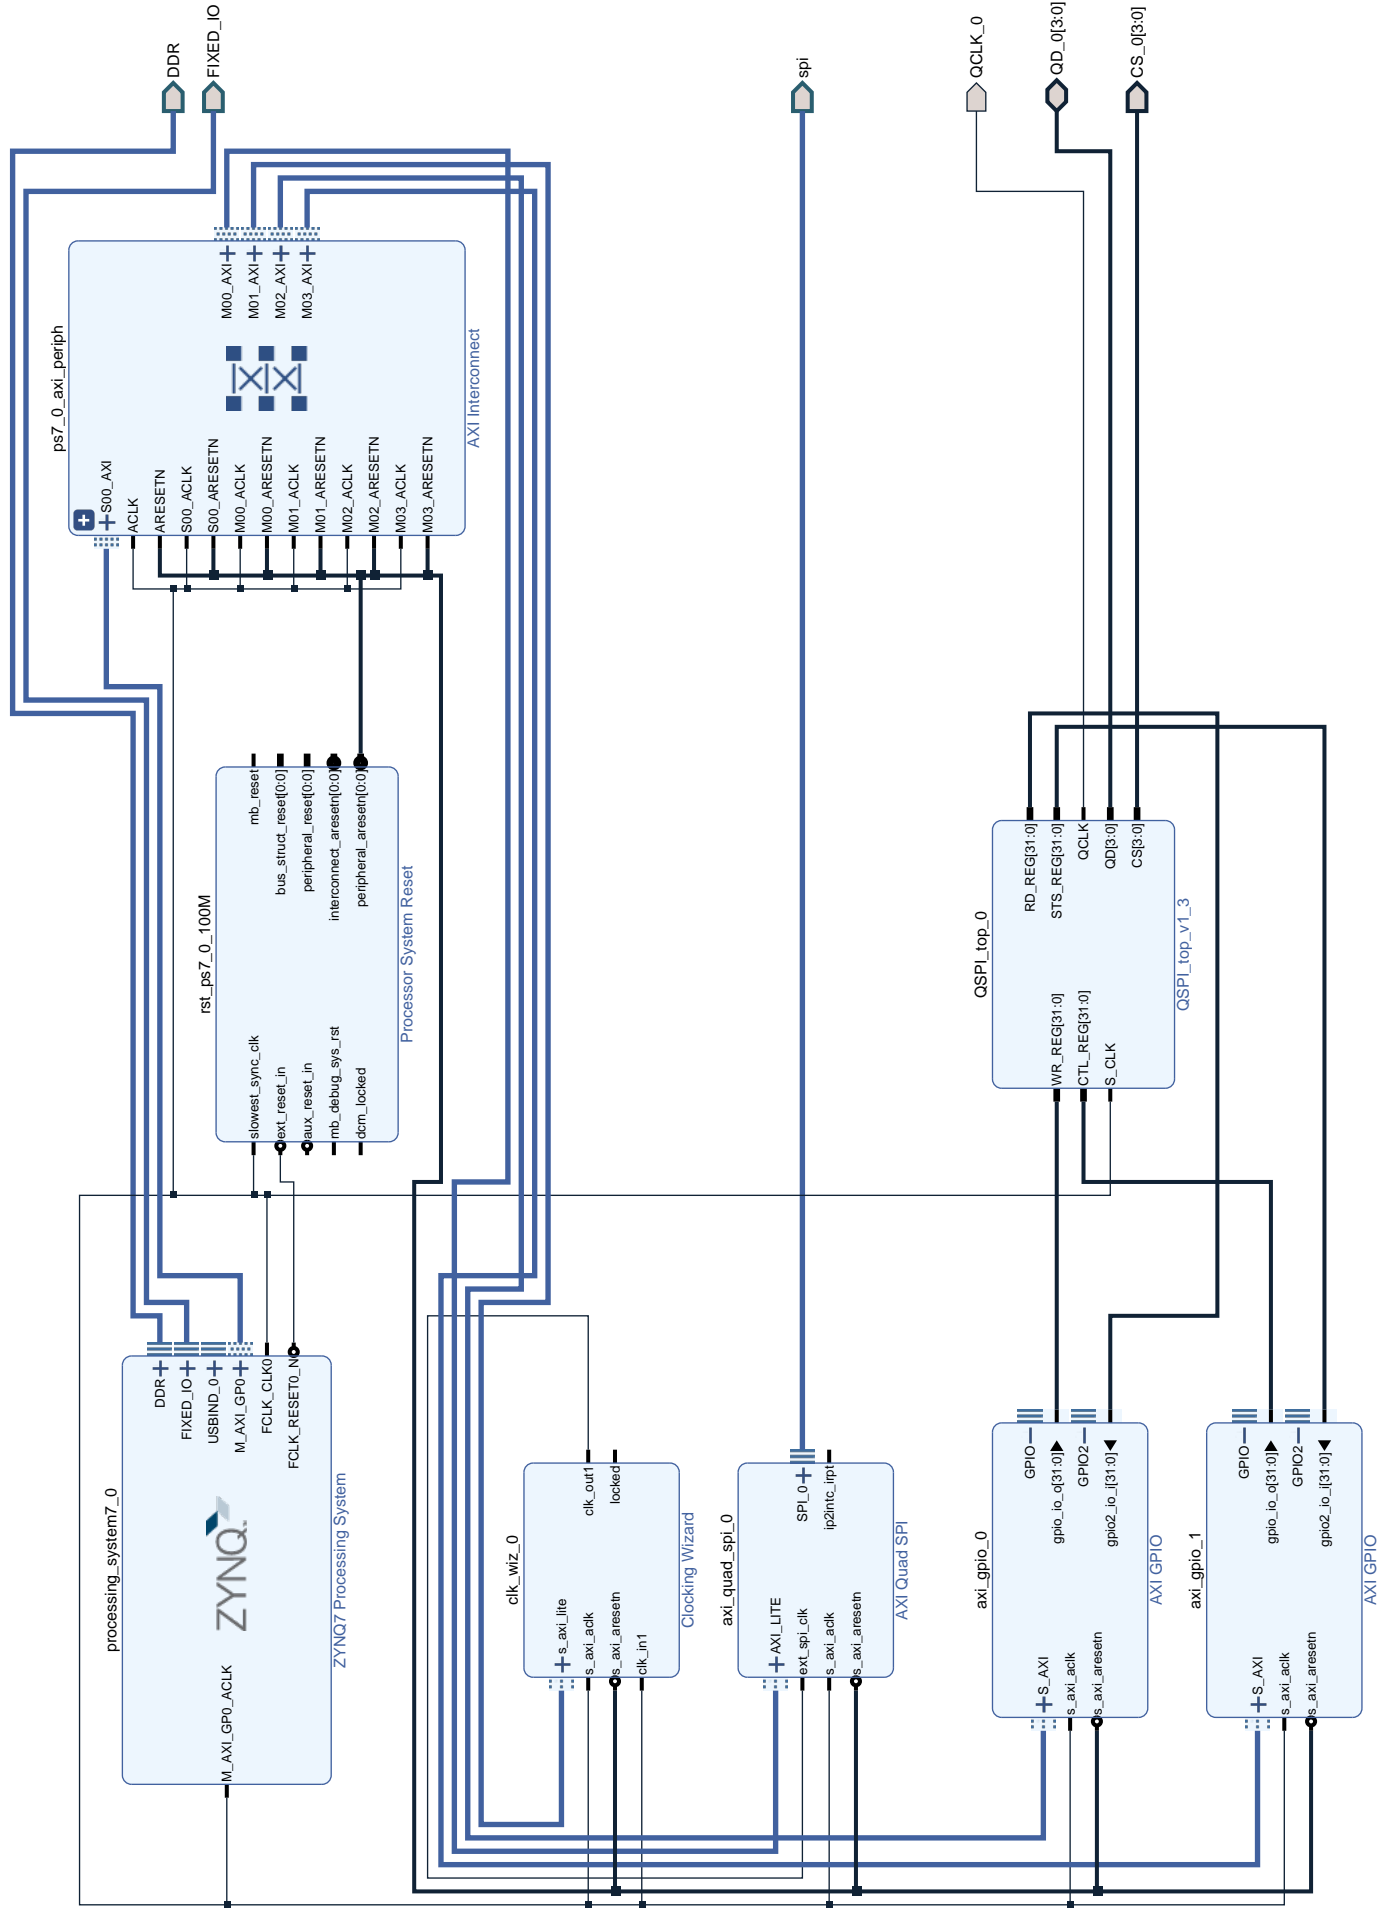 processing_system7_0
M_AXI_GP0_ACLK
ZYNQ
DDR
FIXED_IO
USBIND_0
M_AXI_GP0
FCLK_CLK0
FCLK_RESET0_N
ZYNQ7 Processing System
rst_ps7_0_100M
slowest_sync_clk
ext_reset_in
aux_reset_in
mb_debug_sys_rst
dcm_locked
mb_reset
bus_struct_reset[0:0]
peripheral_reset[0:0]
interconnect_aresetn[0:0]
peripheral_aresetn[0:0]
Processor System Reset
ps7_0_axi_periph
S00_AXI
ACLK
ARESETN
S00_ACLK
S00_ARESETN
M00_ACLK
M00_ARESETN
M01_ACLK
M01_ARESETN
M02_ACLK
M02_ARESETN
M03_ACLK
M03_ARESETN
M00_AXI
M01_AXI
M02_AXI
M03_AXI
AXI Interconnect
DDR
FIXED_IO
clk_wiz_0
s_axi_lite
s_axi_aclk
s_axi_aresetn
clk_in1
clk_out1
locked
Clocking Wizard
axi_quad_spi_0
AXI_LITE
ext_spi_clk
s_axi_aclk
s_axi_aresetn
SPI_0
ip2intc_irpt
AXI Quad SPI
spi
axi_gpio_0
S_AXI
s_axi_aclk
s_axi_aresetn
GPIO
gpio_io_o[31:0]
GPIO2
gpio2_io_i[31:0]
AXI GPIO
QSPI_top_0
WR_REG[31:0]
CTL_REG[31:0]
S_CLK
RD_REG[31:0]
STS_REG[31:0]
QCLK
QD[3:0]
CS[3:0]
QSPI_top_v1_3
QCLK_0
QD_0[3:0]
CS_0[3:0]
axi_gpio_1
S_AXI
s_axi_aclk
s_axi_aresetn
GPIO
gpio_io_o[31:0]
GPIO2
gpio2_io_i[31:0]
AXI GPIO